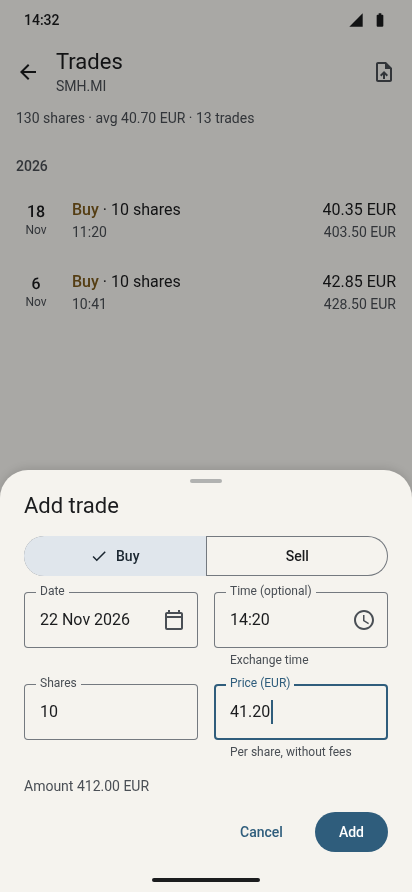 14:32
Trades
SMH.MI
130 shares · avg 40.70 EUR · 13 trades
2026
18 Buy · 10 shares 40.35 EUR
Nov 11:20 403.50 EUR
6 Buy · 10 shares 42.85 EUR
Nov 10:41 428.50 EUR
Add trade
Buy Sell
Date Time (optional)
22 Nov 2026 14:20
Exchange time
Shares Price (EUR)
10 41.20
Per share, without fees
Amount 412.00 EUR
Cancel Add